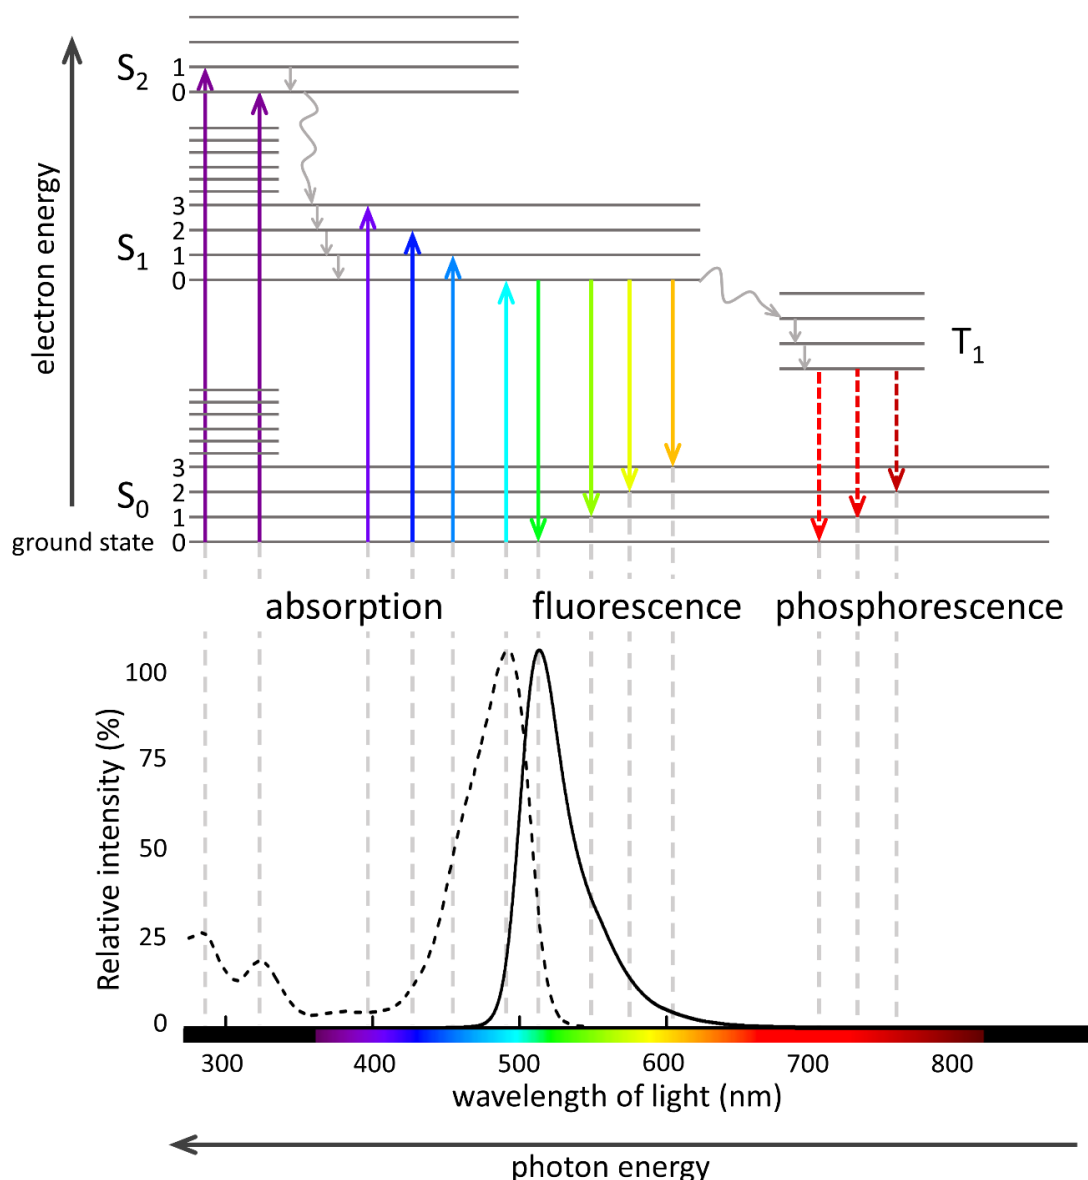 electron energy
S2
1
0
S1
3
2
1
0
T1
S0
3
2
1
ground state 0
absorption fluorescence phosphorescence
Relative intensity (%)
100
75
50
25
0
300 400 500 600 700 800
wavelength of light (nm)
photon energy